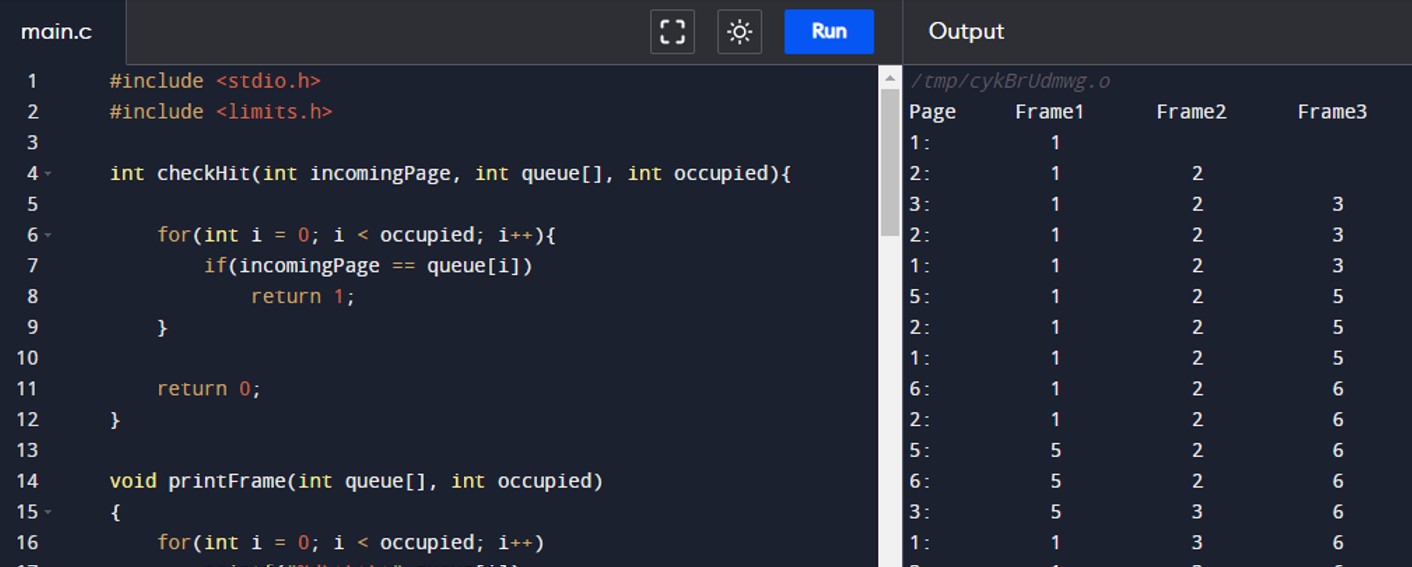 main.c
Run
Output
1 #include <stdio.h>
2 #include <limits.h>
3
4 int checkHit(int incomingPage, int queue[], int occupied){
5
6 for(int i = 0; i < occupied; i++){
7 if(incomingPage == queue[i])
8 return 1;
9 }
10
11 return 0;
12 }
13
14 void printFrame(int queue[], int occupied)
15 {
16 for(int i = 0; i < occupied; i++)
/tmp/cykBrUdmwg.o
Page Frame1 Frame2 Frame3
1: 1
2: 1 2
3: 1 2 3
2: 1 2 3
1: 1 2 3
5: 1 2 5
2: 1 2 5
1: 1 2 5
6: 1 2 6
2: 1 2 6
5: 5 2 6
6: 5 2 6
3: 5 3 6
1: 1 3 6